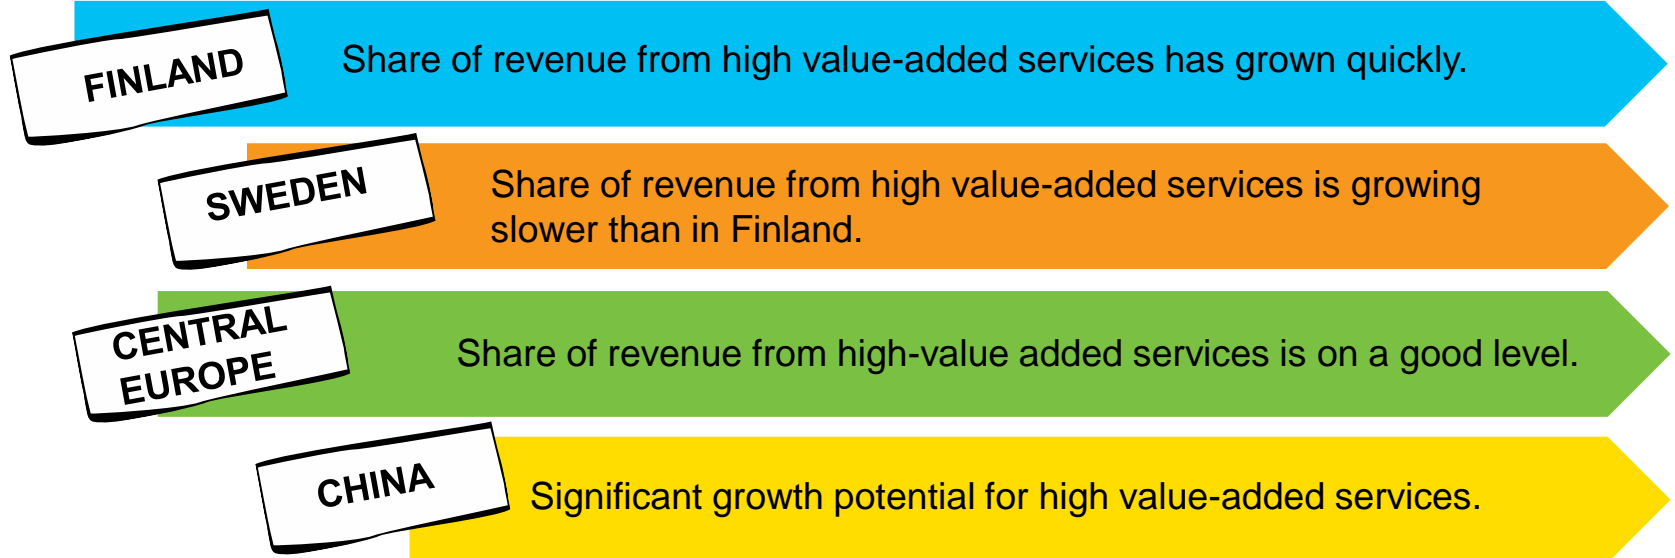 FINLAND
Share of revenue from high value-added services has grown quickly.
SWEDEN
Share of revenue from high value-added services is growing
slower than in Finland.
CENTRAL
EUROPE
Share of revenue from high-value added services is on a good level.
CHINA
Significant growth potential for high value-added services.